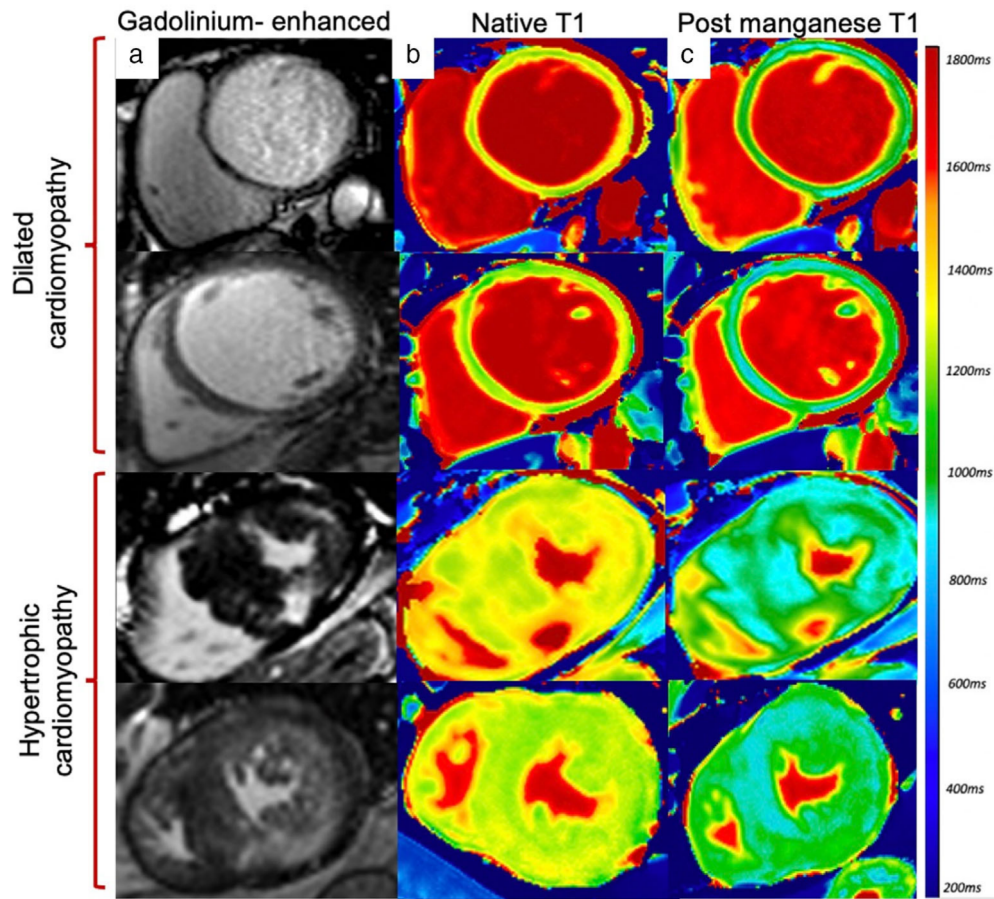 Gadolinium- enhanced
Native T1
Post manganese T1
a
b
c
Dilated
cardiomyopathy
Hypertrophic
cardiomyopathy
1800ms
1600ms
1400ms
1200ms
1000ms
800ms
600ms
400ms
200ms